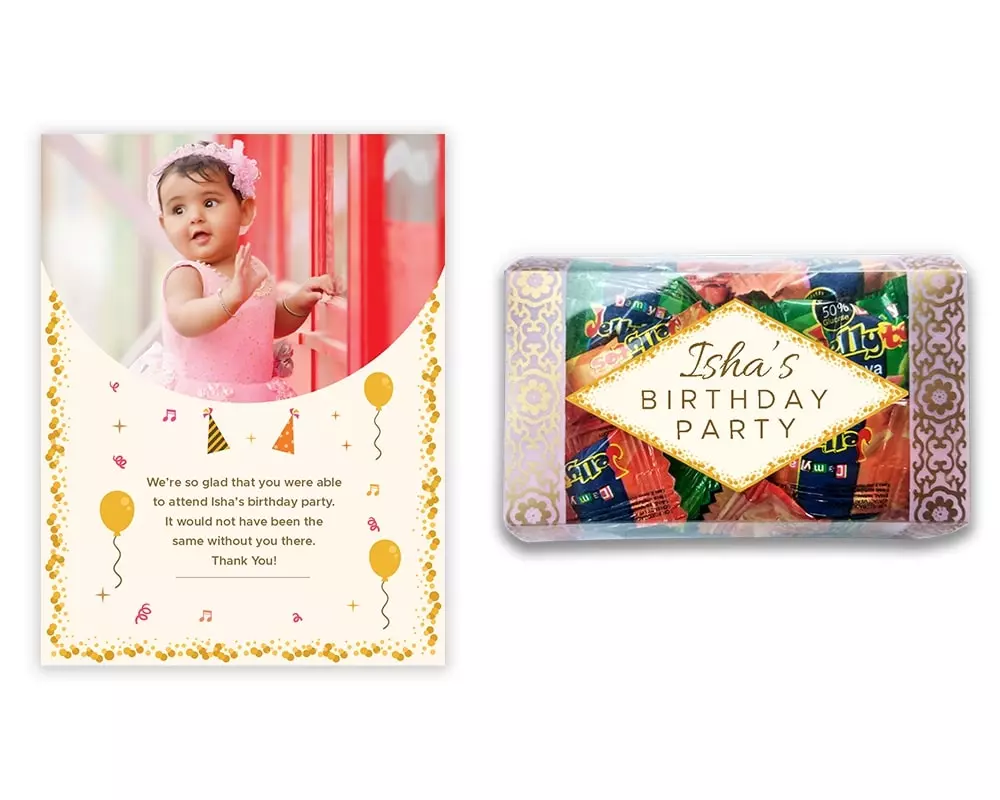 We're so glad that you were able
to attend Isha's birthday party.
It would not have been the
same without you there.
Thank You!
Isha's
BIRTHDAY
PARTY
50%